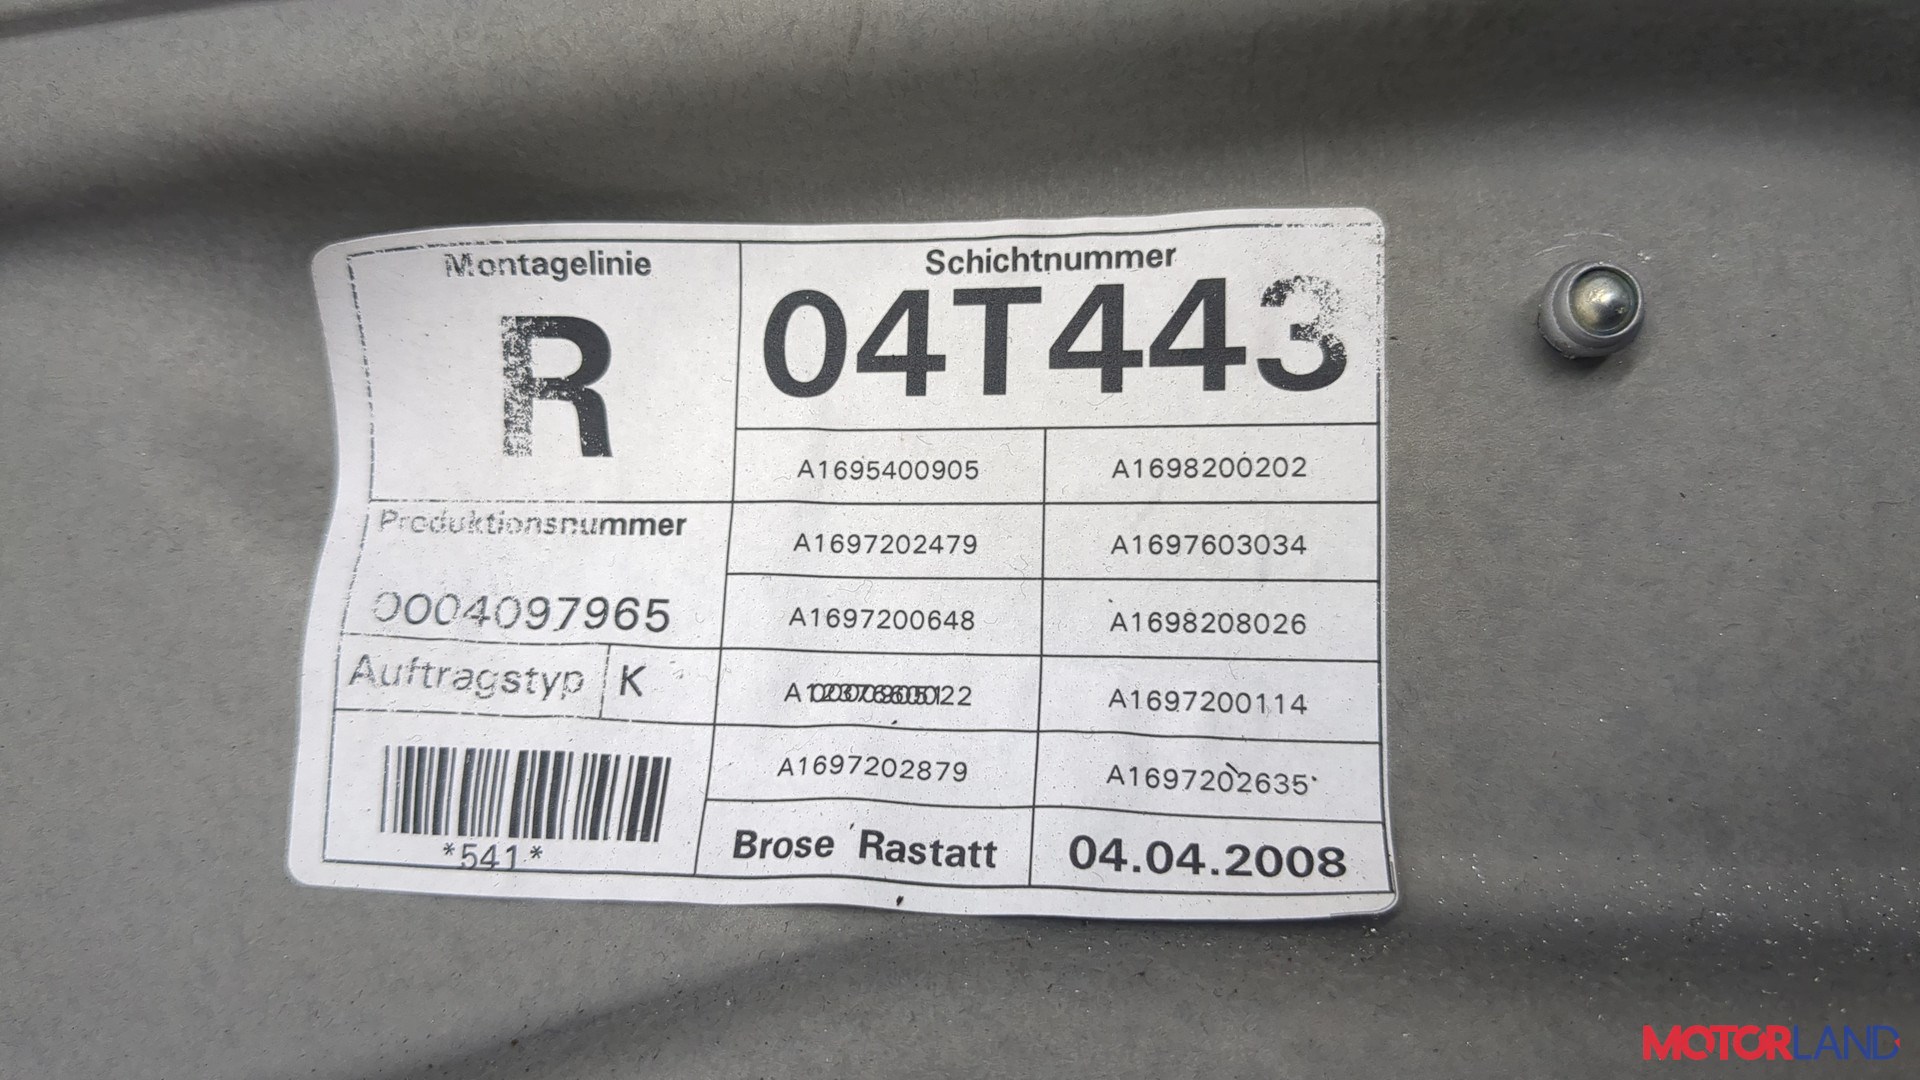 Montagelinie
R
Schichtnummer
04T443
A1695400905
A1698200202
Produktionsnummer
0004097965
A1697202479
A1697603034
A1697200648
A1698208026
Auftragstyp K
A1697200114
A1697202879
A1697202635
*541*
Brose Rastatt
04.04.2008
MOTORLAND